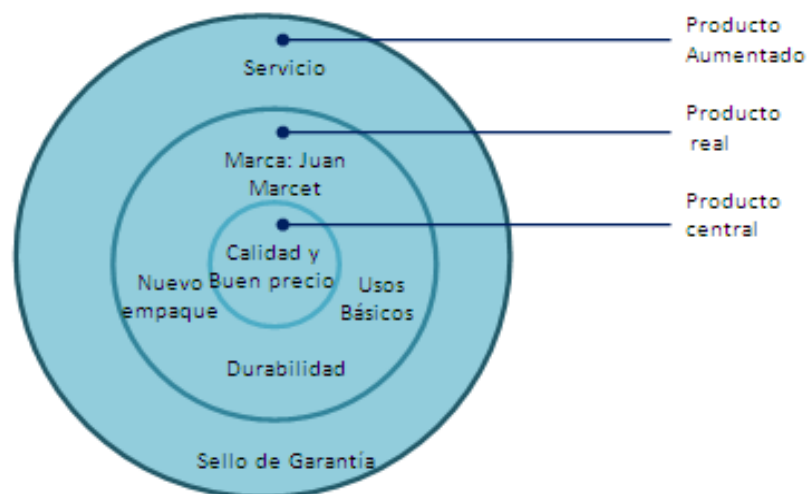 Servicio
Marca: Juan
Marcet
Calidad y
Buen precio
Nuevo
empaque
Usos
Básicos
Durabilidad
Sello de Garantía
Producto
Aumentado
Producto
real
Producto
central